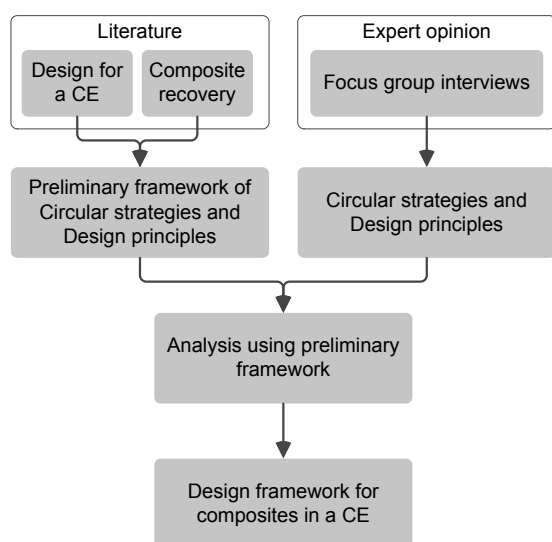 Literature
Design for
a CE
Composite
recovery
Expert opinion
Focus group interviews
Preliminary framework of
Circular strategies and
Design principles
Circular strategies and
Design principles
Analysis using preliminary
framework
Design framework for
composites in a CE